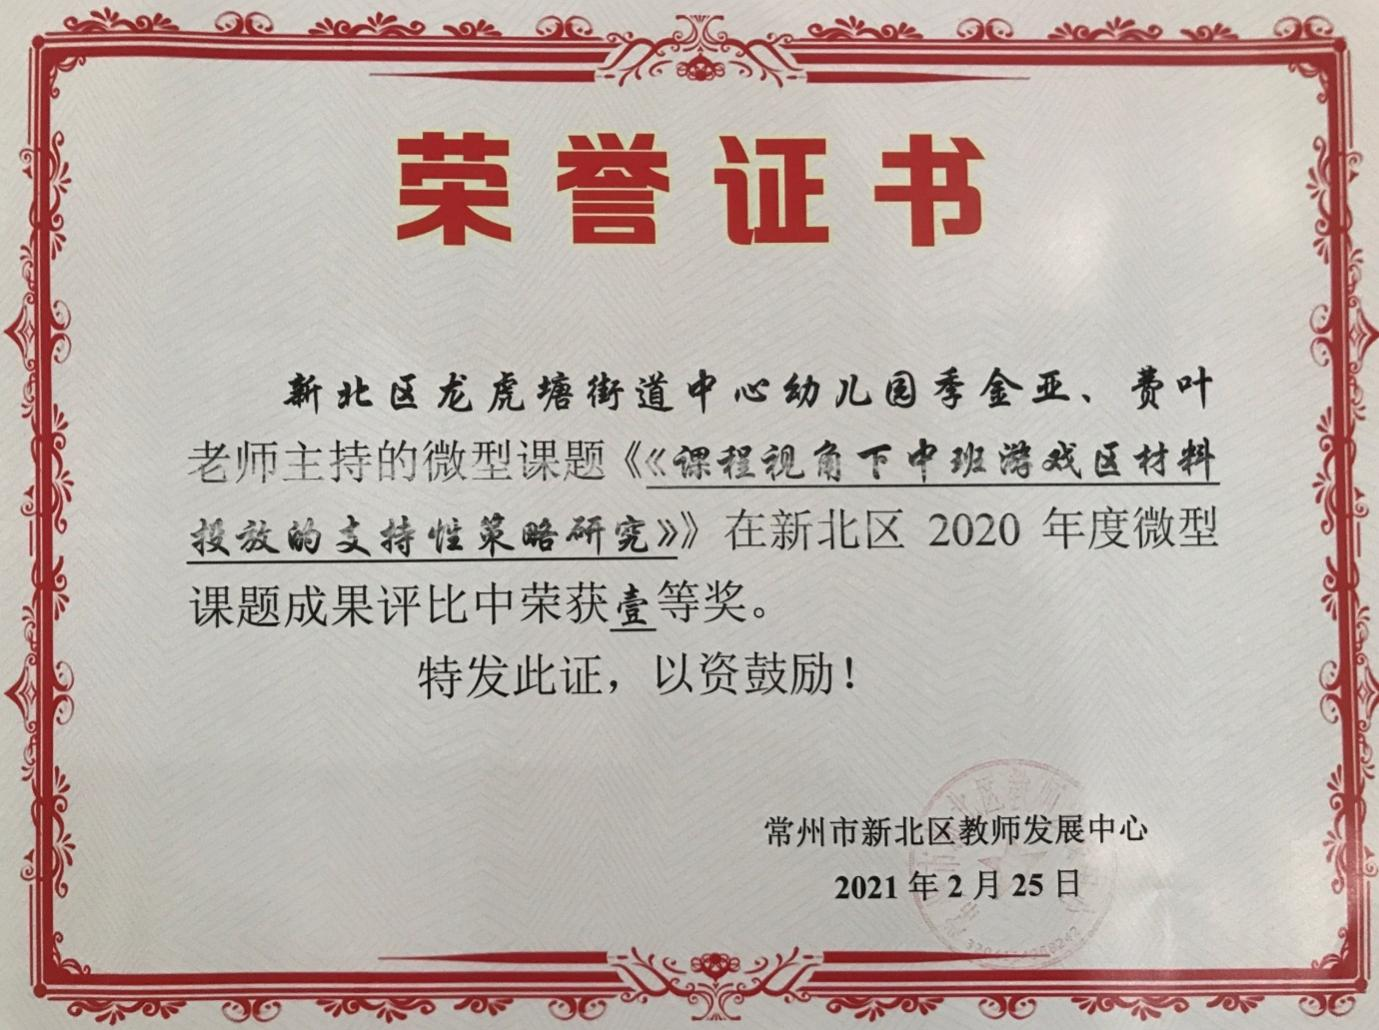 荣誉证书
新北区龙虎塘街道中心幼儿园季金亚、费叶
老师主持的微型课题《《课程视角下中班游戏区材料
投放的支持性策略研究》》在新北区 2020 年度微型
课题成果评比中荣获壹等奖。
特发此证，以资鼓励！
常州市新北区教师发展中心
2021 年 2 月 25 日